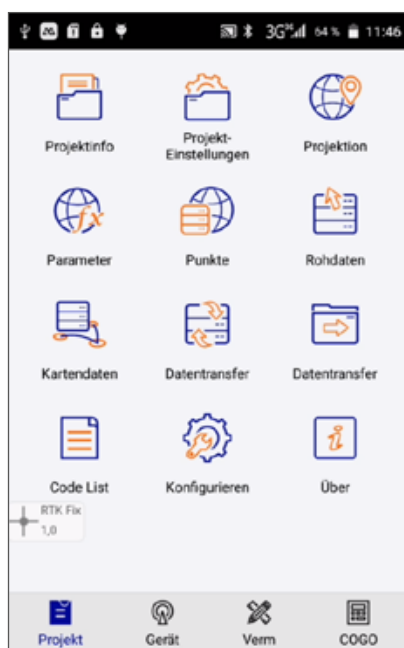 3G 64 % 11:46
Projektinfo
Projekt-
Einstellungen
Projektion
Parameter
Punkte
Rohdaten
Kartendaten
Datentransfer
Datentransfer
Code List
Konfigurieren
Über
RTK Fix
1,0
Projekt
Gerät
Verm
COGO